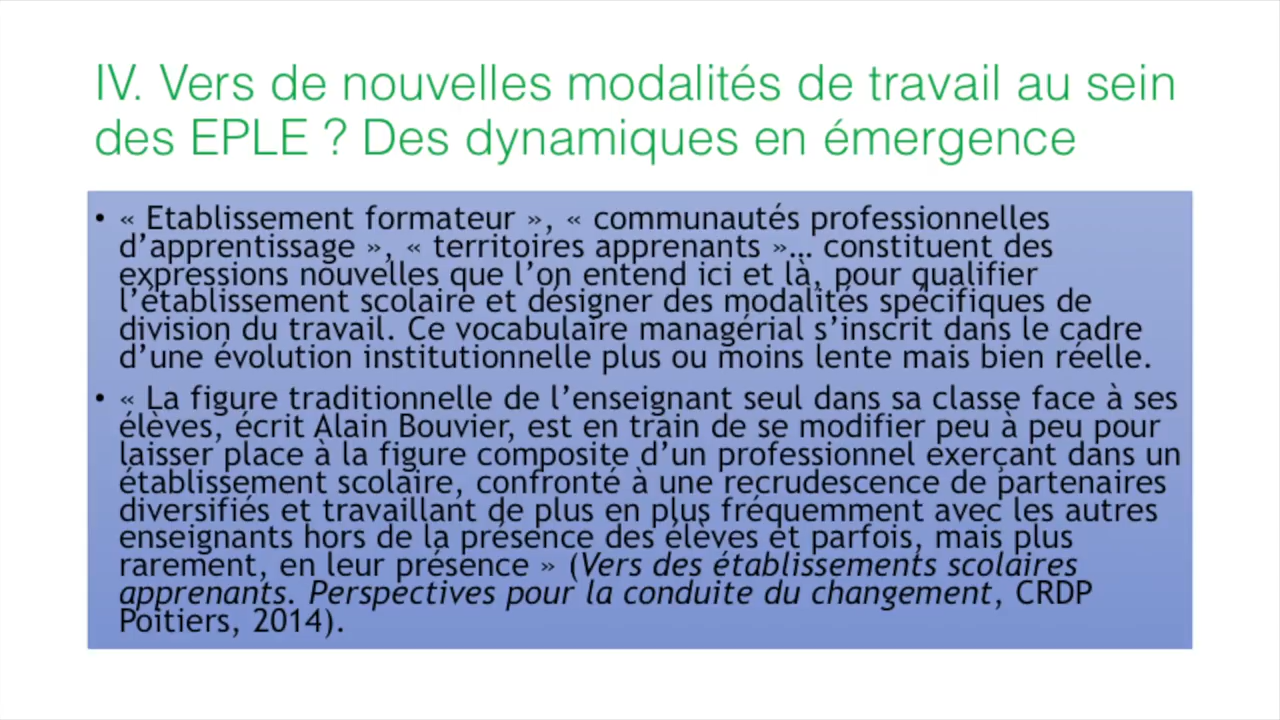 IV. Vers de nouvelles modalités de travail au sein
des EPLE ? Des dynamiques en émergence
• « Etablissement formateur », « communautés professionnelles
d’apprentissage », « territoires apprenants »… constituent des
expressions nouvelles que l’on entend ici et là, pour qualifier
l’établissement scolaire et désigner des modalités spécifiques de
division du travail. Ce vocabulaire managérial s’inscrit dans le cadre
d’une évolution institutionnelle plus ou moins lente mais bien réelle.
• « La figure traditionnelle de l’enseignant seul dans sa classe face à ses
élèves, écrit Alain Bouvier, est en train de se modifier peu à peu pour
laisser place à la figure composite d’un professionnel exerçant dans un
établissement scolaire, confronté à une recrudescence de partenaires
diversifiés et travaillant de plus en plus fréquemment avec les autres
enseignants hors de la présence des élèves et parfois, mais plus
rarement, en leur présence » (Vers des établissements scolaires
apprenants. Perspectives pour la conduite du changement, CRDP
Poitiers, 2014).